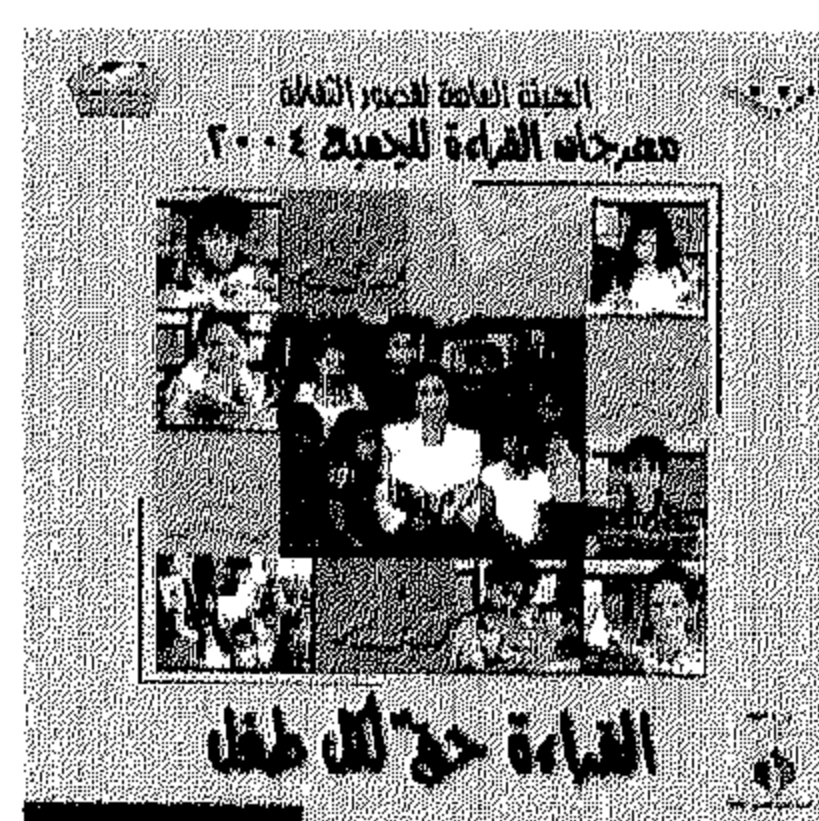 الهيئة العامة لقصور الثقافة
مهرجان القراءة للجميع ٢٠٠٤
القراءة حق لكل طفل